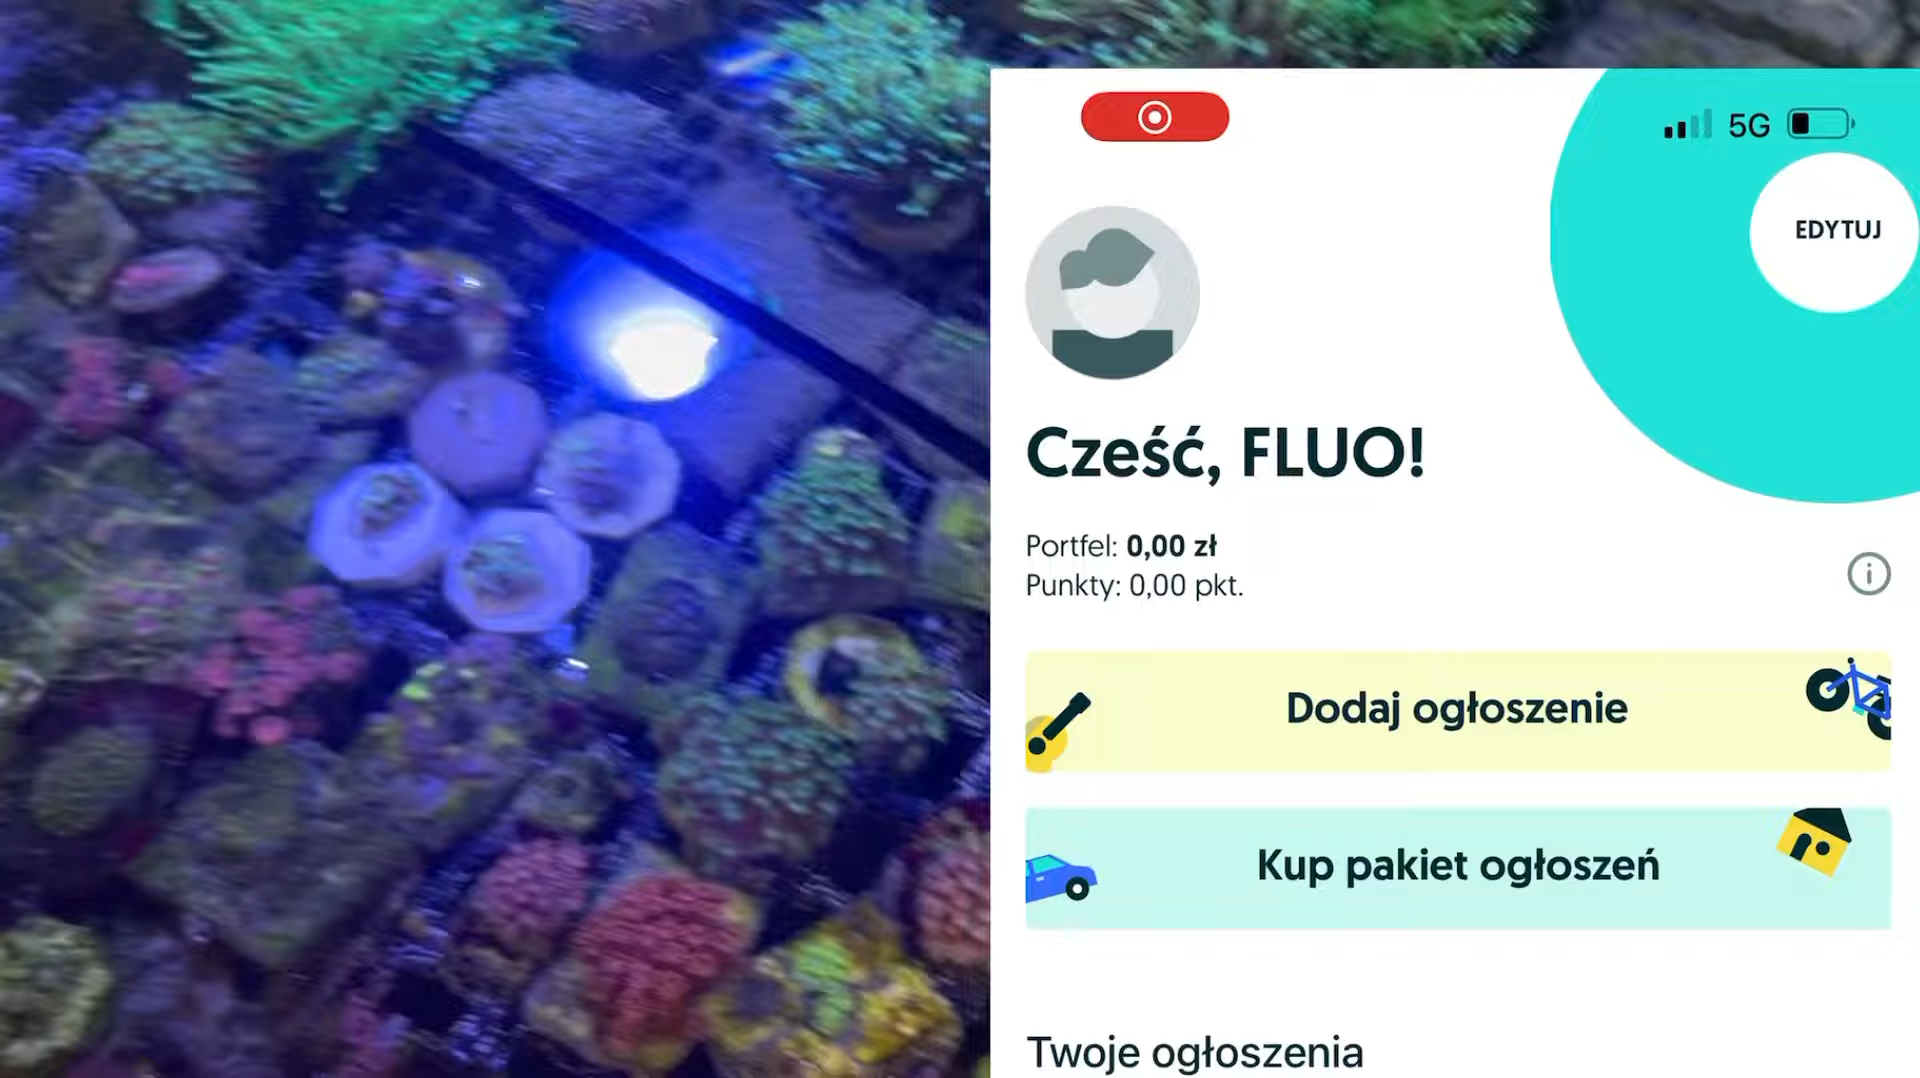 5G
EDYTUJ
Cześć, FLUO!
Portfel: 0,00 zł
Punkty: 0,00 pkt.
Dodaj ogłoszenie
Kup pakiet ogłoszeń
Twoje ogłoszenia